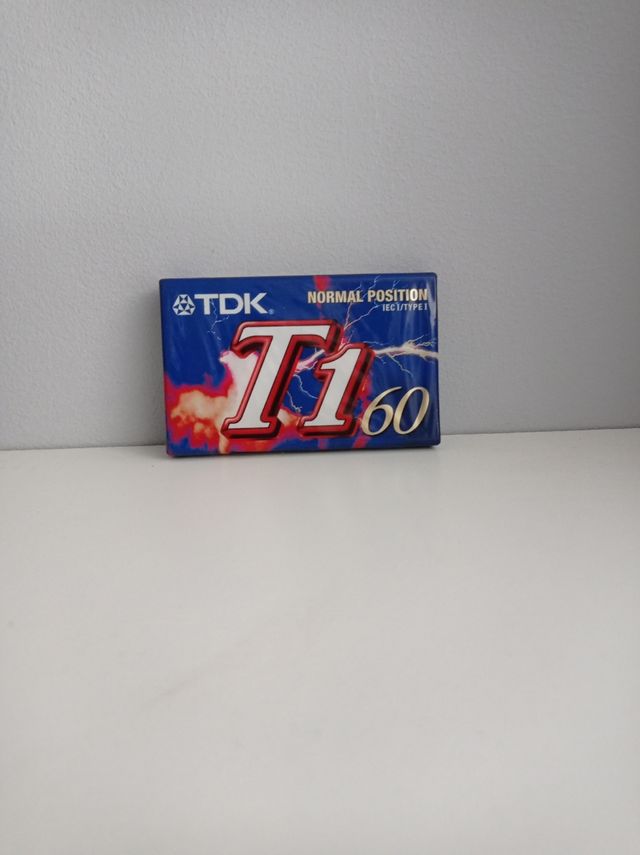 TDK®
NORMAL POSITION
IEC I/TYPE I
T1
60